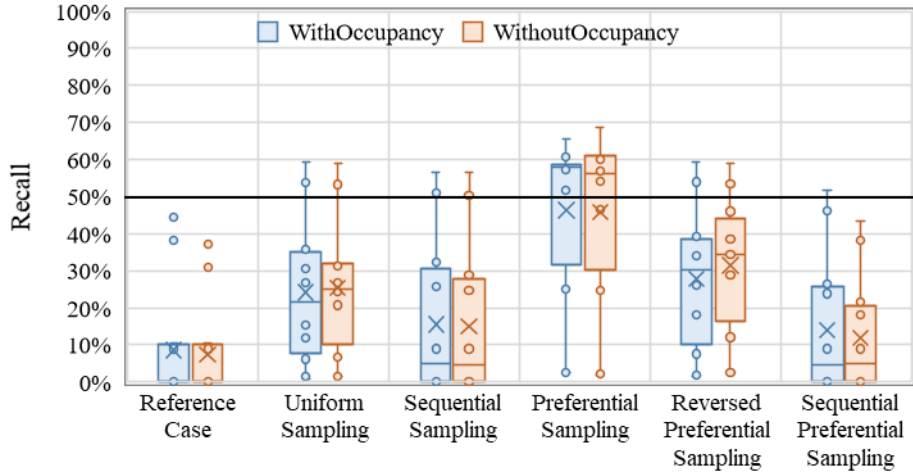 100%
WithOccupancy
WithoutOccupancy
90%
80%
70%
60%
50%
40%
30%
20%
10%
0%
Recall
Reference
Case
Uniform
Sampling
Sequential
Sampling
Preferential
Sampling
Reversed
Preferential
Sampling
Sequential
Preferential
Sampling